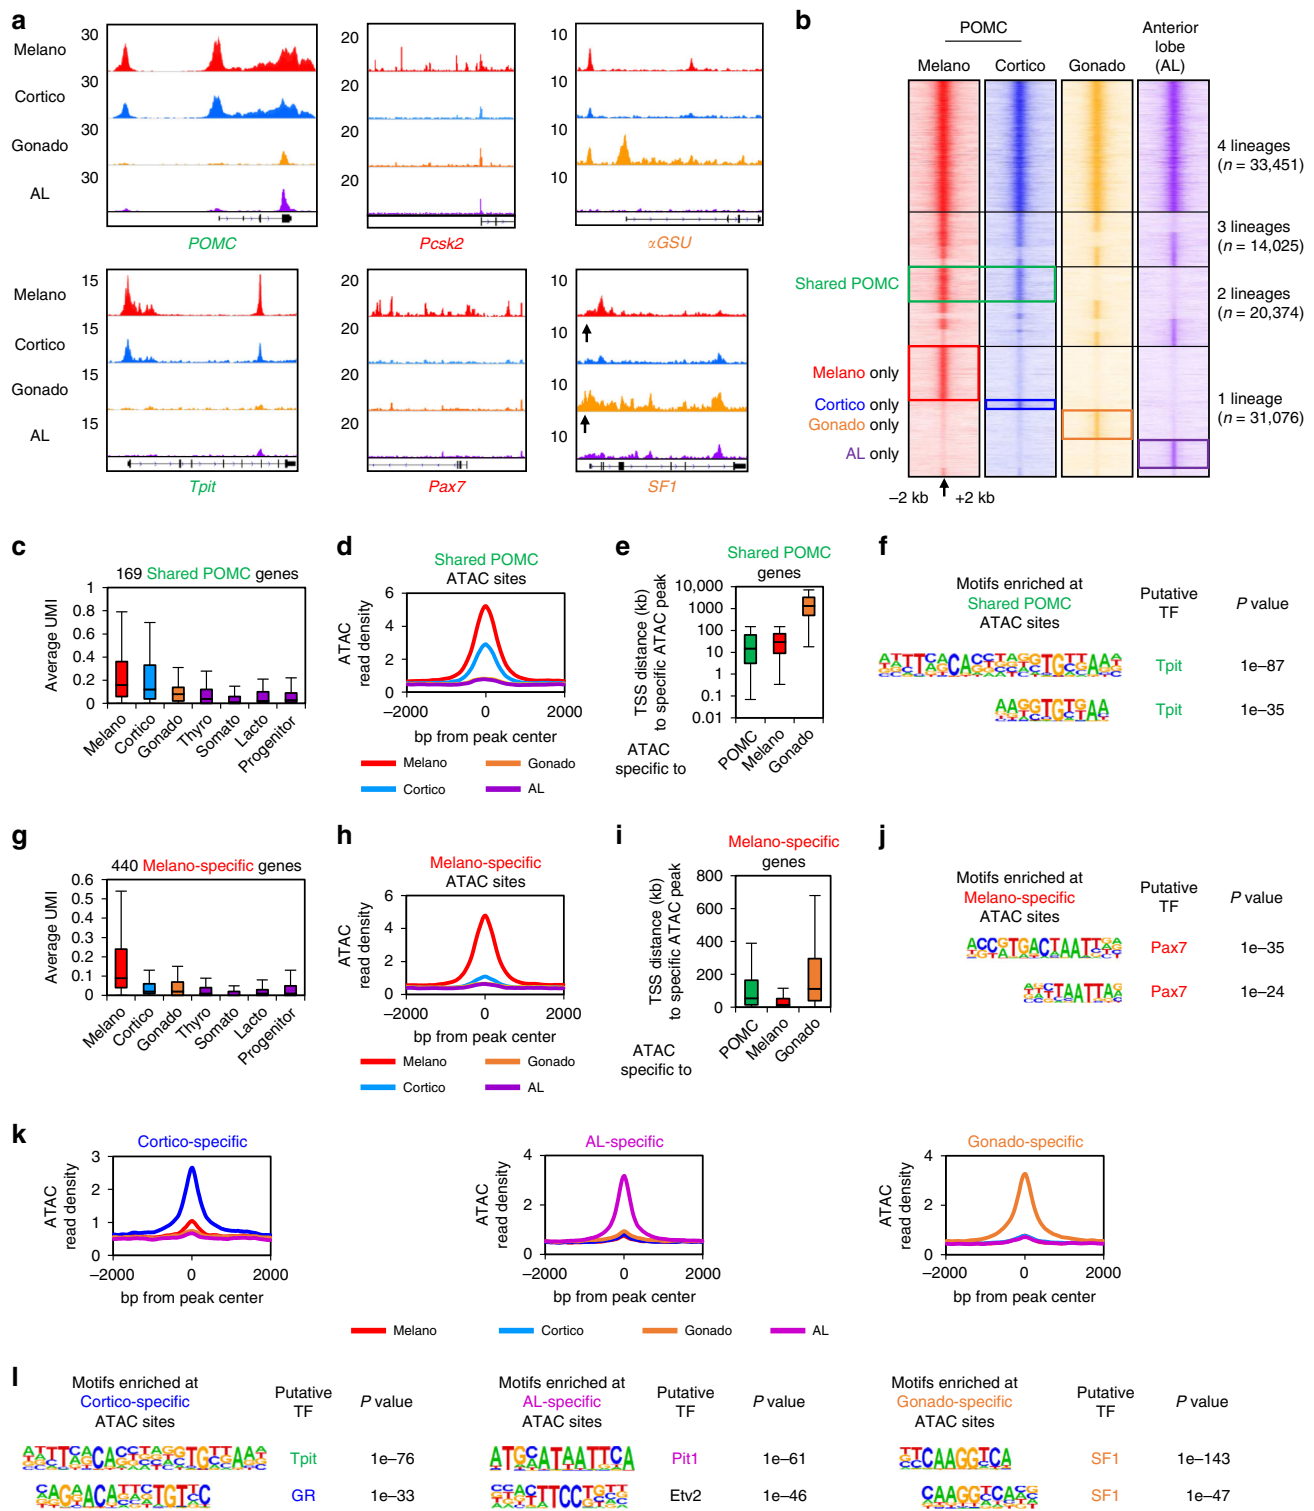 a
Melano
Cortico
Gonado
AL
30
30
30
30
POMC
20
20
20
20
Pcsk2
10
10
10
10
αGSU
Melano
Cortico
Gonado
AL
15
15
15
15
Tpit
20
20
20
20
Pax7
10
10
10
10
SF1
b
POMC
Anterior
lobe
(AL)
Melano
Cortico
Gonado
4 lineages
(n = 33,451)
3 lineages
(n = 14,025)
Shared POMC
2 lineages
(n = 20,374)
Melano only
Cortico only
Gonado only
AL only
1 lineage
(n = 31,076)
–2 kb
+2 kb
c
169 Shared POMC genes
Average UMI
1
0.8
0.6
0.4
0.2
0
Melano
Cortico
Gonado
Thyro
Somato
Lacto
Progenitor
d
Shared POMC
ATAC sites
ATAC
read density
6
4
2
0
–2000
0
2000
bp from peak center
Melano
Gonado
Cortico
AL
e
Shared POMC
genes
TSS distance (kb)
to specific ATAC peak
10,000
1000
100
10
1
0.1
0.01
ATAC
specific to
POMC
Melano
Gonado
f
Motifs enriched at
Shared POMC
ATAC sites
Putative
TF
P value
Tpit
1e–87
AAGGTGTGAA
Tpit
1e–35
g
440 Melano-specific genes
Average UMI
0.6
0.5
0.4
0.3
0.2
0.1
0
Melano
Cortico
Gonado
Thyro
Somato
Lacto
Progenitor
h
Melano-specific
ATAC sites
ATAC
read density
6
4
2
0
–2000
0
2000
bp from peak center
Melano
Gonado
Cortico
AL
i
Melano-specific
genes
TSS distance (kb)
to specific ATAC peak
800
600
400
200
0
ATAC
specific to
POMC
Melano
Gonado
j
Motifs enriched at
Melano-specific
ATAC sites
Putative
TF
P value
Pax7
1e–35
Pax7
1e–24
k
Cortico-specific
ATAC
read density
3
2
1
0
–2000
0
2000
bp from peak center
AL-specific
ATAC
read density
4
2
0
–2000
0
2000
bp from peak center
Gonado-specific
ATAC
read density
4
2
0
–2000
0
2000
bp from peak center
Melano
Cortico
Gonado
AL
l
Motifs enriched at
Cortico-specific
ATAC sites
Putative
TF
P value
Tpit
1e–76
GR
1e–33
Motifs enriched at
AL-specific
ATAC sites
Putative
TF
P value
Pit1
1e–61
Etv2
1e–46
Motifs enriched at
Gonado-specific
ATAC sites
Putative
TF
P value
SF1
1e–143
SF1
1e–47